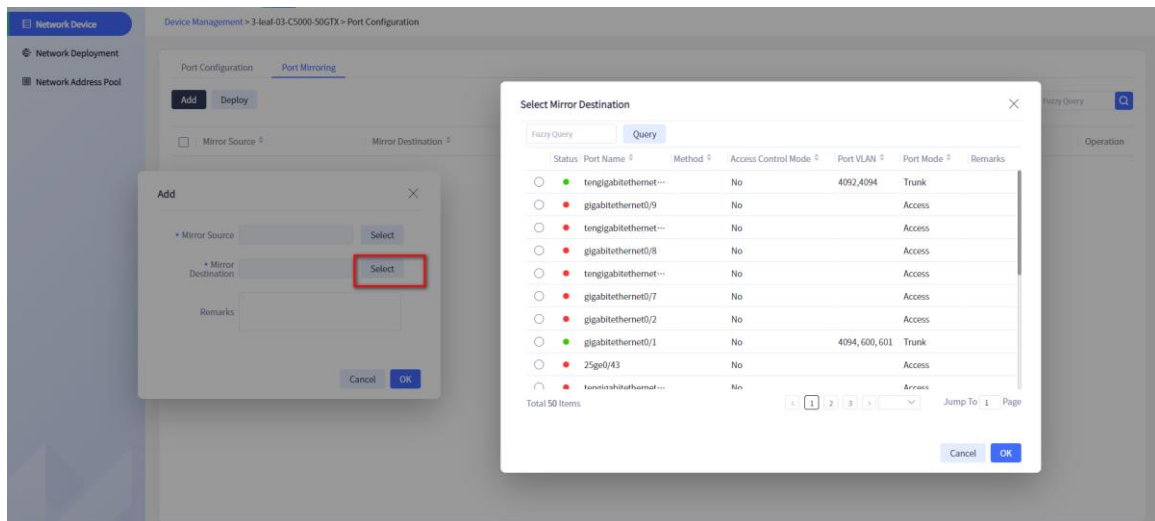 Network Device
Network Deployment
Network Address Pool
Device Management > 3-leaf-03-C5000-50GTX > Port Configuration
Port Configuration Port Mirroring
Add Deploy
Fuzzy Query
Mirror Source Mirror Destination Operation
Add
* Mirror Source Select
* Mirror Destination Select
Remarks
Cancel OK
Select Mirror Destination
Fuzzy Query Query
Status Port Name Method Access Control Mode Port VLAN Port Mode Remarks
tengigabitethernet··· No 4092,4094 Trunk
gigabitethernet0/9 No Access
tengigabitethernet··· No Access
gigabitethernet0/8 No Access
tengigabitethernet··· No Access
gigabitethernet0/7 No Access
gigabitethernet0/2 No Access
gigabitethernet0/1 No 4094, 600, 601 Trunk
25ge0/43 No Access
tengigabitethernet··· No Access
Total 50 Items < 1 2 3 > Jump To 1 Page
Cancel OK